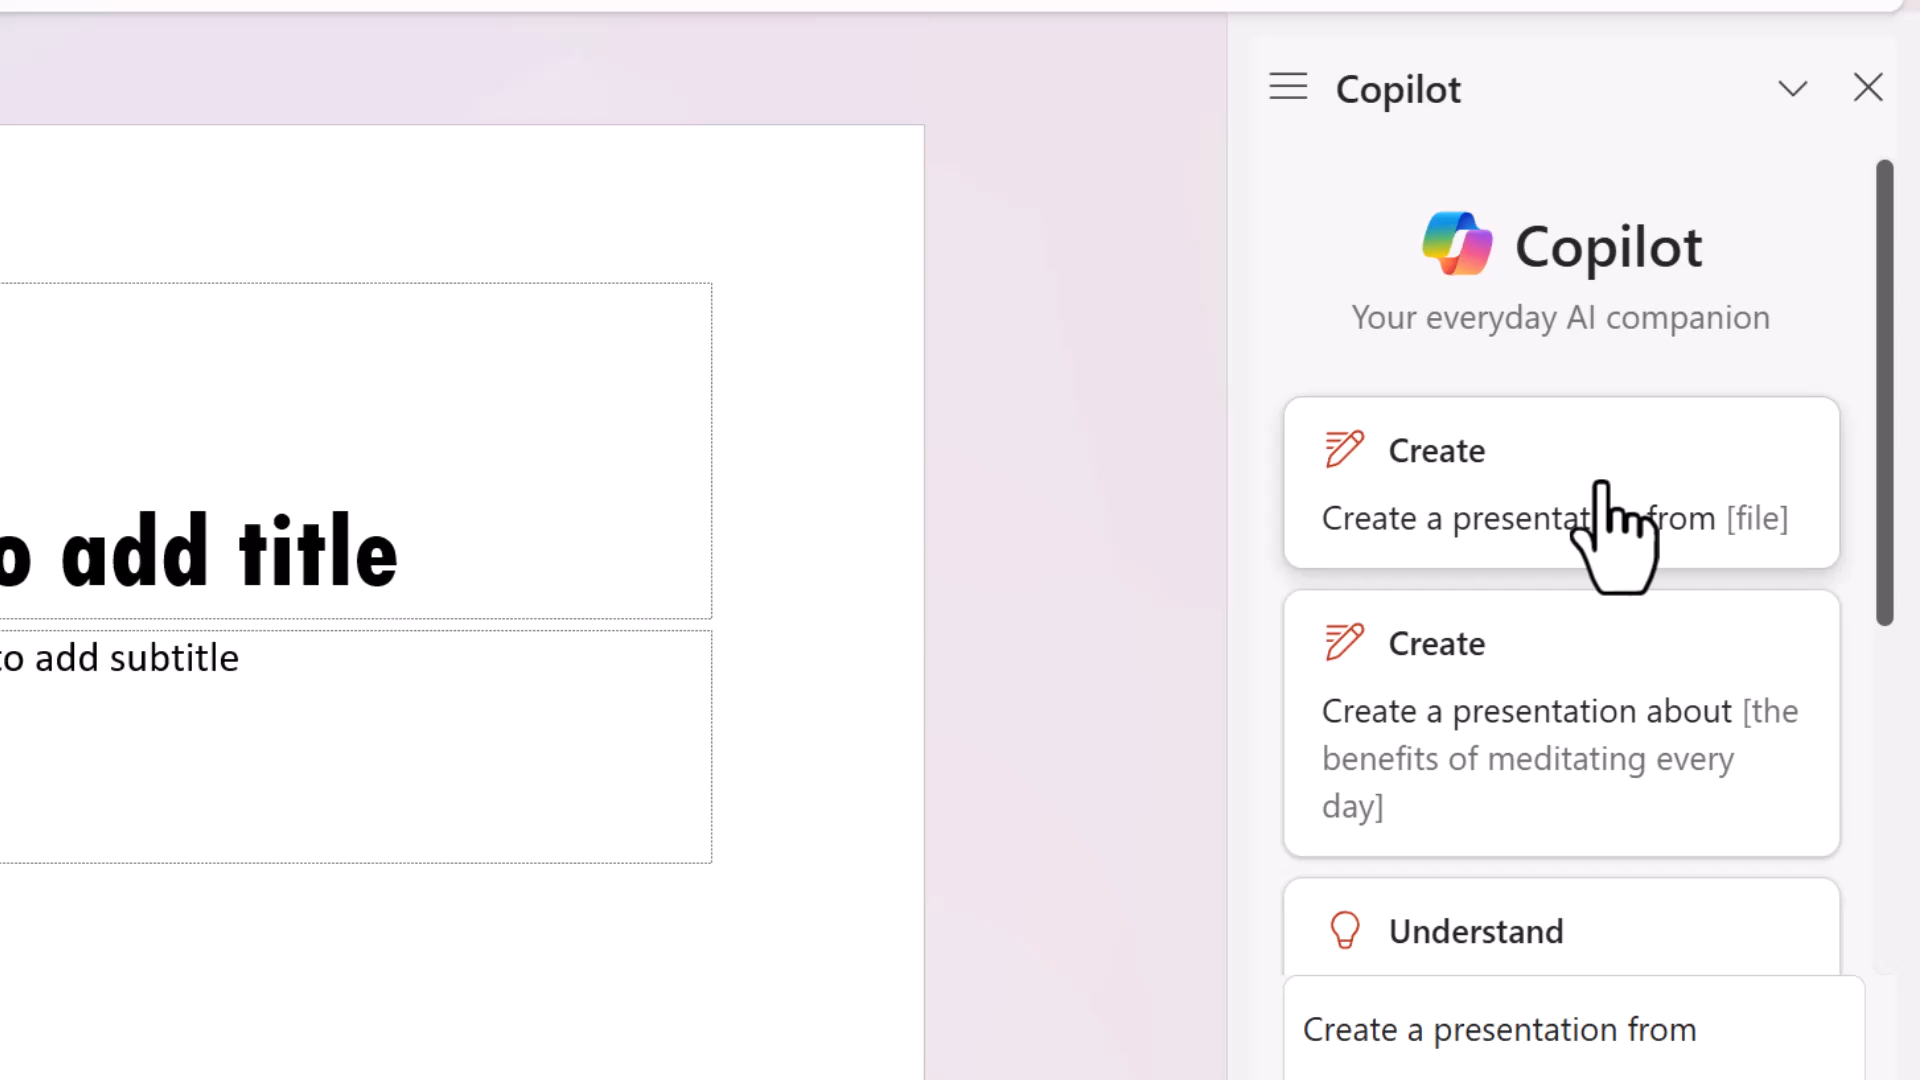 Copilot
Copilot
Your everyday AI companion
Create
Create a presentat from [file]
Create
Create a presentation about [the
benefits of meditating every
day]
Understand
Create a presentation from
o add title
to add subtitle